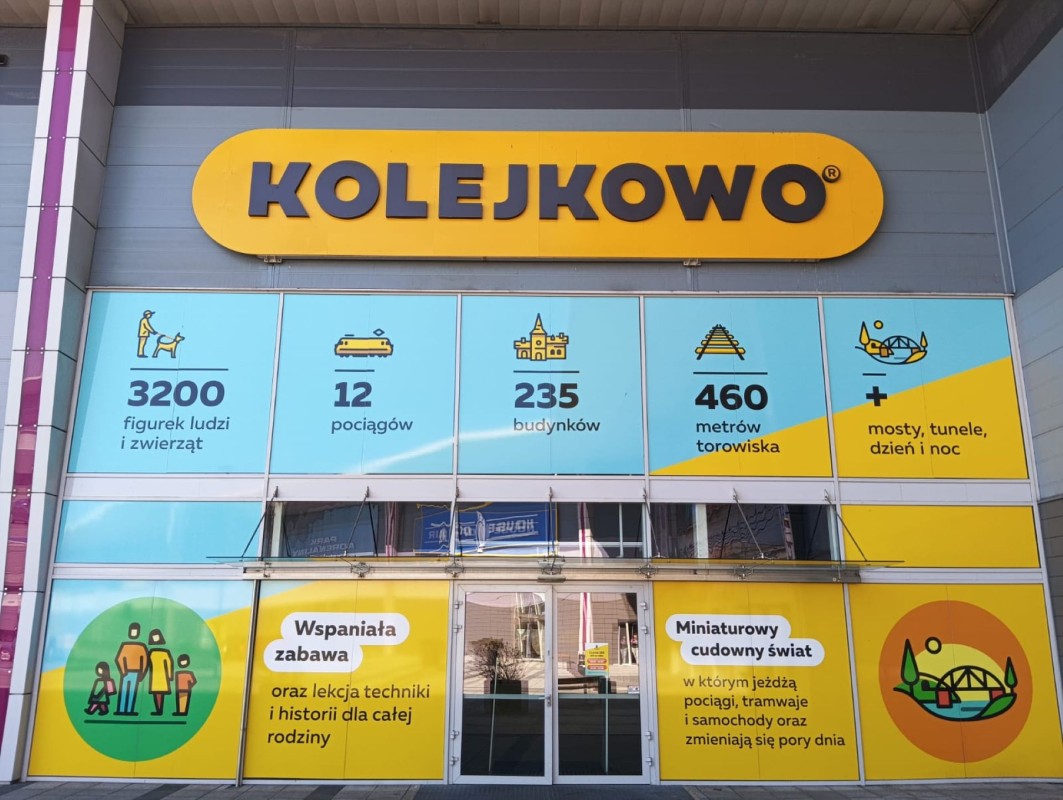 KOLEJKOWO®
3200
figurek ludzi
i zwierząt
12
pociągów
235
budynków
460
metrów
torowiska
+
mosty, tunele,
dzień i noc
Wspaniała
zabawa
oraz lekcja techniki
i historii dla całej
rodziny
Miniaturowy
cudowny świat
w którym jeżdżą
pociągi, tramwaje
i samochody oraz
zmieniają się pory dnia